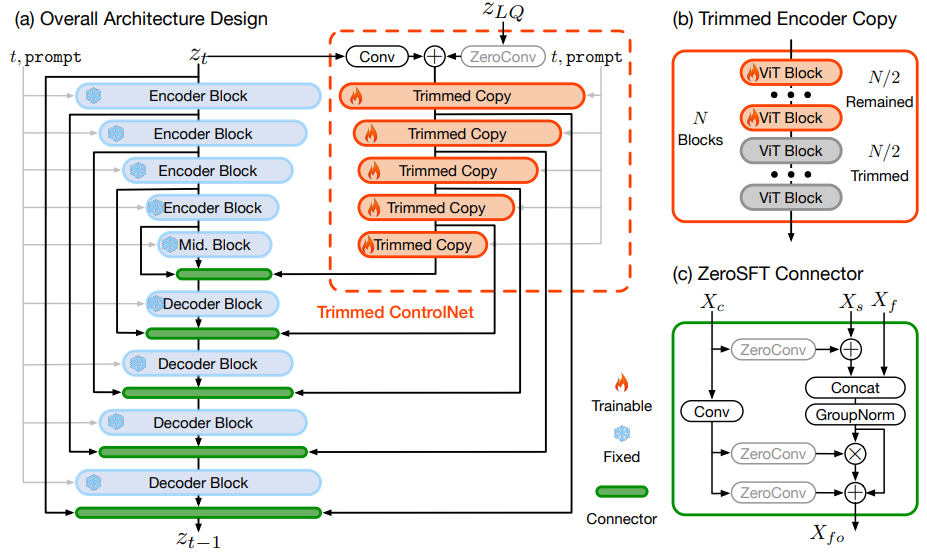 (a) Overall Architecture Design
z_{LQ}
t, prompt
z_t
Conv
+
ZeroConv
t, prompt
Encoder Block
Trimmed Copy
Encoder Block
Trimmed Copy
Encoder Block
Trimmed Copy
Encoder Block
Trimmed Copy
Mid. Block
Trimmed Copy
Decoder Block
Trimmed ControlNet
Decoder Block
Decoder Block
Decoder Block
z_{t-1}
Trainable
Fixed
Connector
(b) Trimmed Encoder Copy
N
Blocks
ViT Block
ViT Block
ViT Block
ViT Block
N/2
Remained
N/2
Trimmed
(c) ZeroSFT Connector
X_c
X_s
X_f
ZeroConv
+
Concat
Conv
GroupNorm
ZeroConv
×
ZeroConv
+
X_{fo}